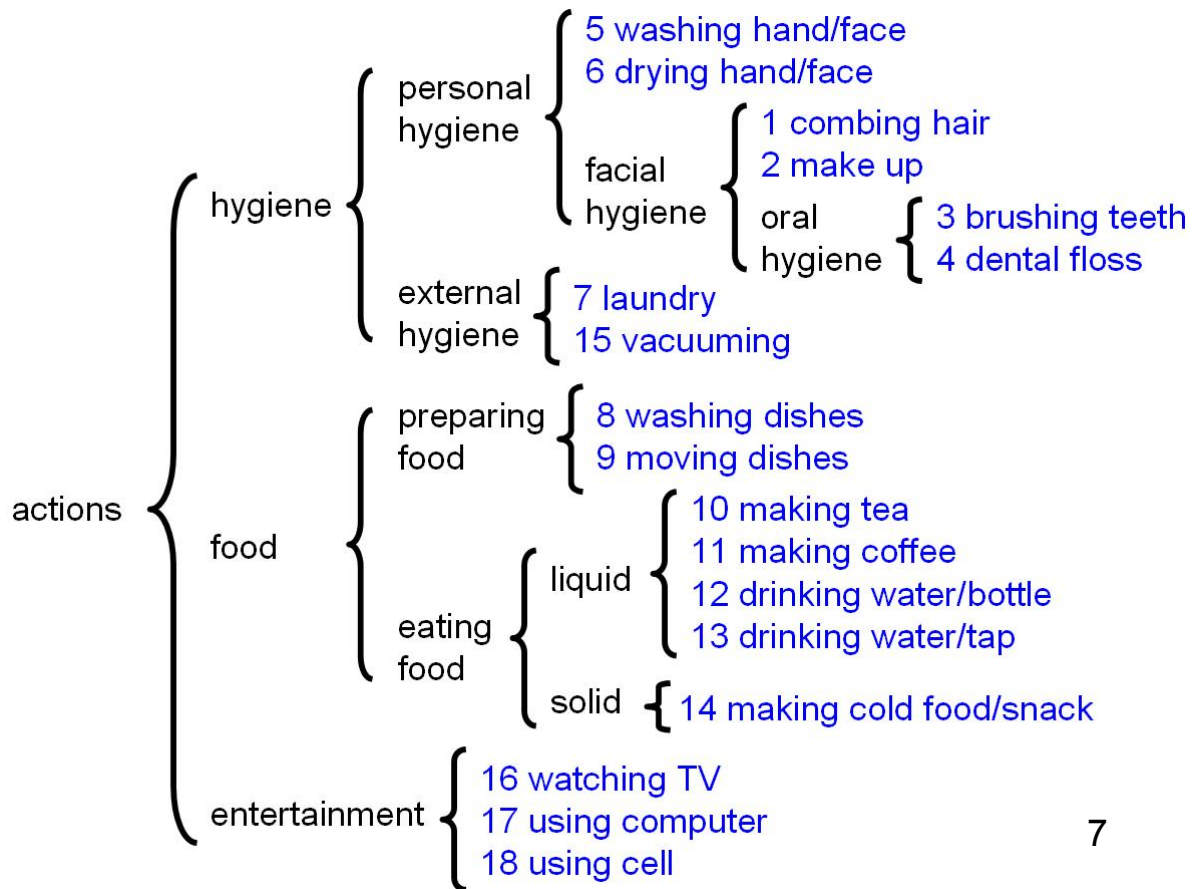 actions
hygiene
personal
hygiene
5 washing hand/face
6 drying hand/face
facial
hygiene
1 combing hair
2 make up
oral
hygiene
3 brushing teeth
4 dental floss
external
hygiene
7 laundry
15 vacuuming
food
preparing
food
8 washing dishes
9 moving dishes
eating
food
liquid
10 making tea
11 making coffee
12 drinking water/bottle
13 drinking water/tap
solid
14 making cold food/snack
entertainment
16 watching TV
17 using computer
18 using cell
7